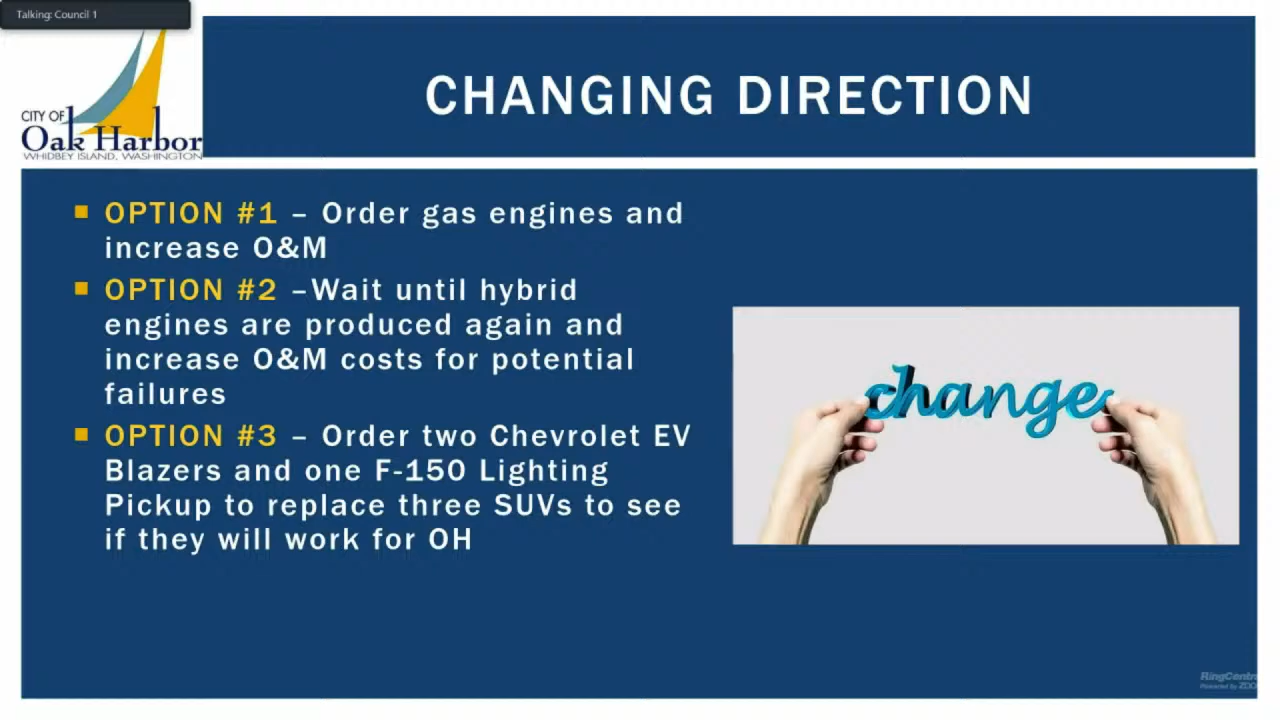 Talking: Council 1
CITY OF
Oak Harbor
WHIDBEY ISLAND, WASHINGTON
CHANGING DIRECTION
OPTION #1 – Order gas engines and
increase O&M
OPTION #2 –Wait until hybrid
engines are produced again and
increase O&M costs for potential
failures
OPTION #3 – Order two Chevrolet EV
Blazers and one F-150 Lighting
Pickup to replace three SUVs to see
if they will work for OH
change
RingCentr
Powered by